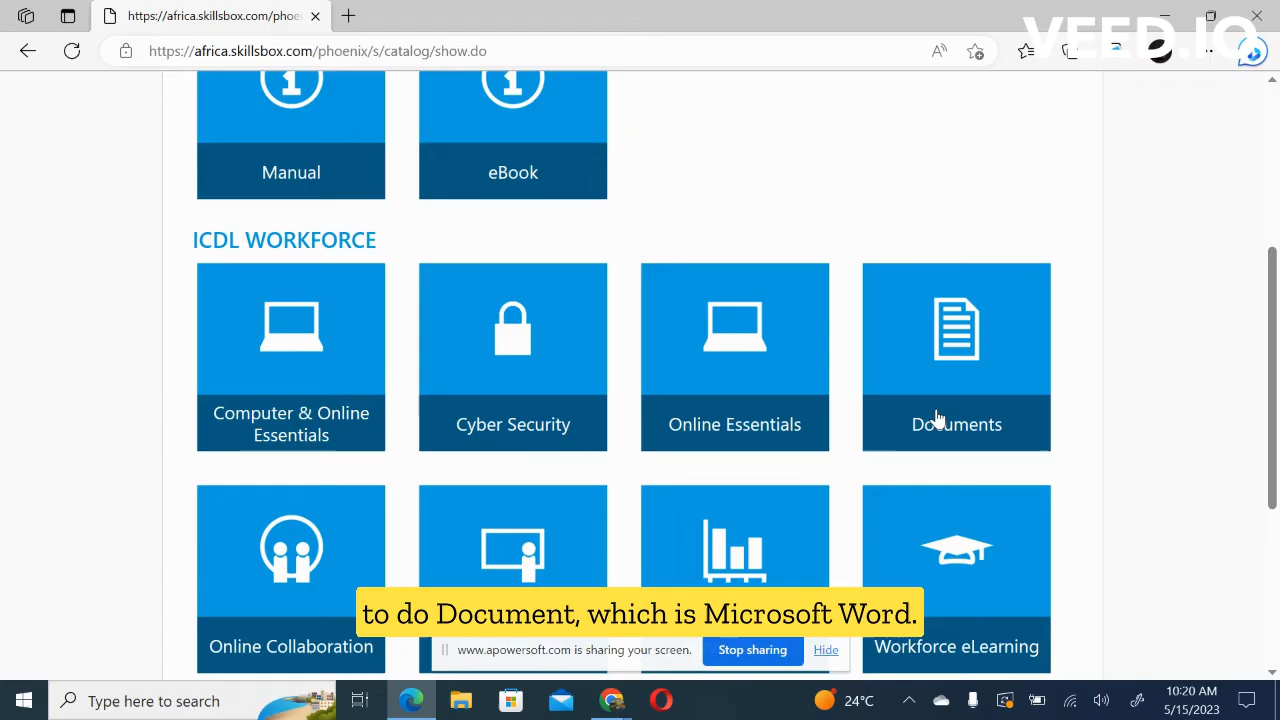 https://africa.skillsbox.com/pho
VEED.IO
https://africa.skillsbox.com/phoenix/s/catalog/show.do
Manual
eBook
ICDL WORKFORCE
Computer & Online
Essentials
Cyber Security
Online Essentials
Documents
to do Document, which is Microsoft Word.
Online Collaboration
www.apowersoft.com is sharing your screen.
Stop sharing
Hide
Workforce eLearning
Type here to search
24°C
10:20 AM
5/15/2023